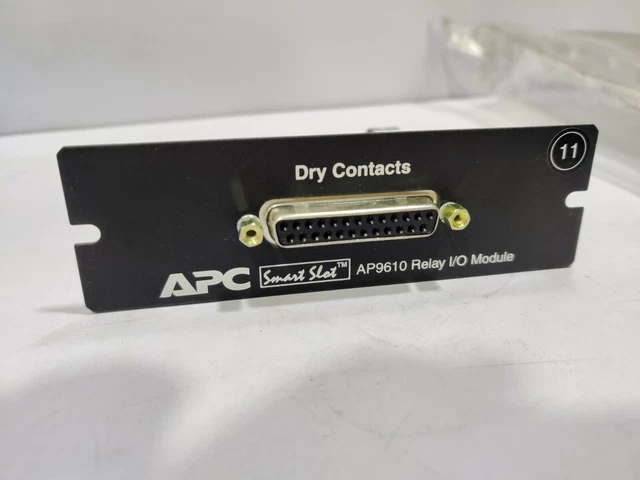 11
Dry Contacts
APC Smart Slot™ AP9610 Relay I/O Module